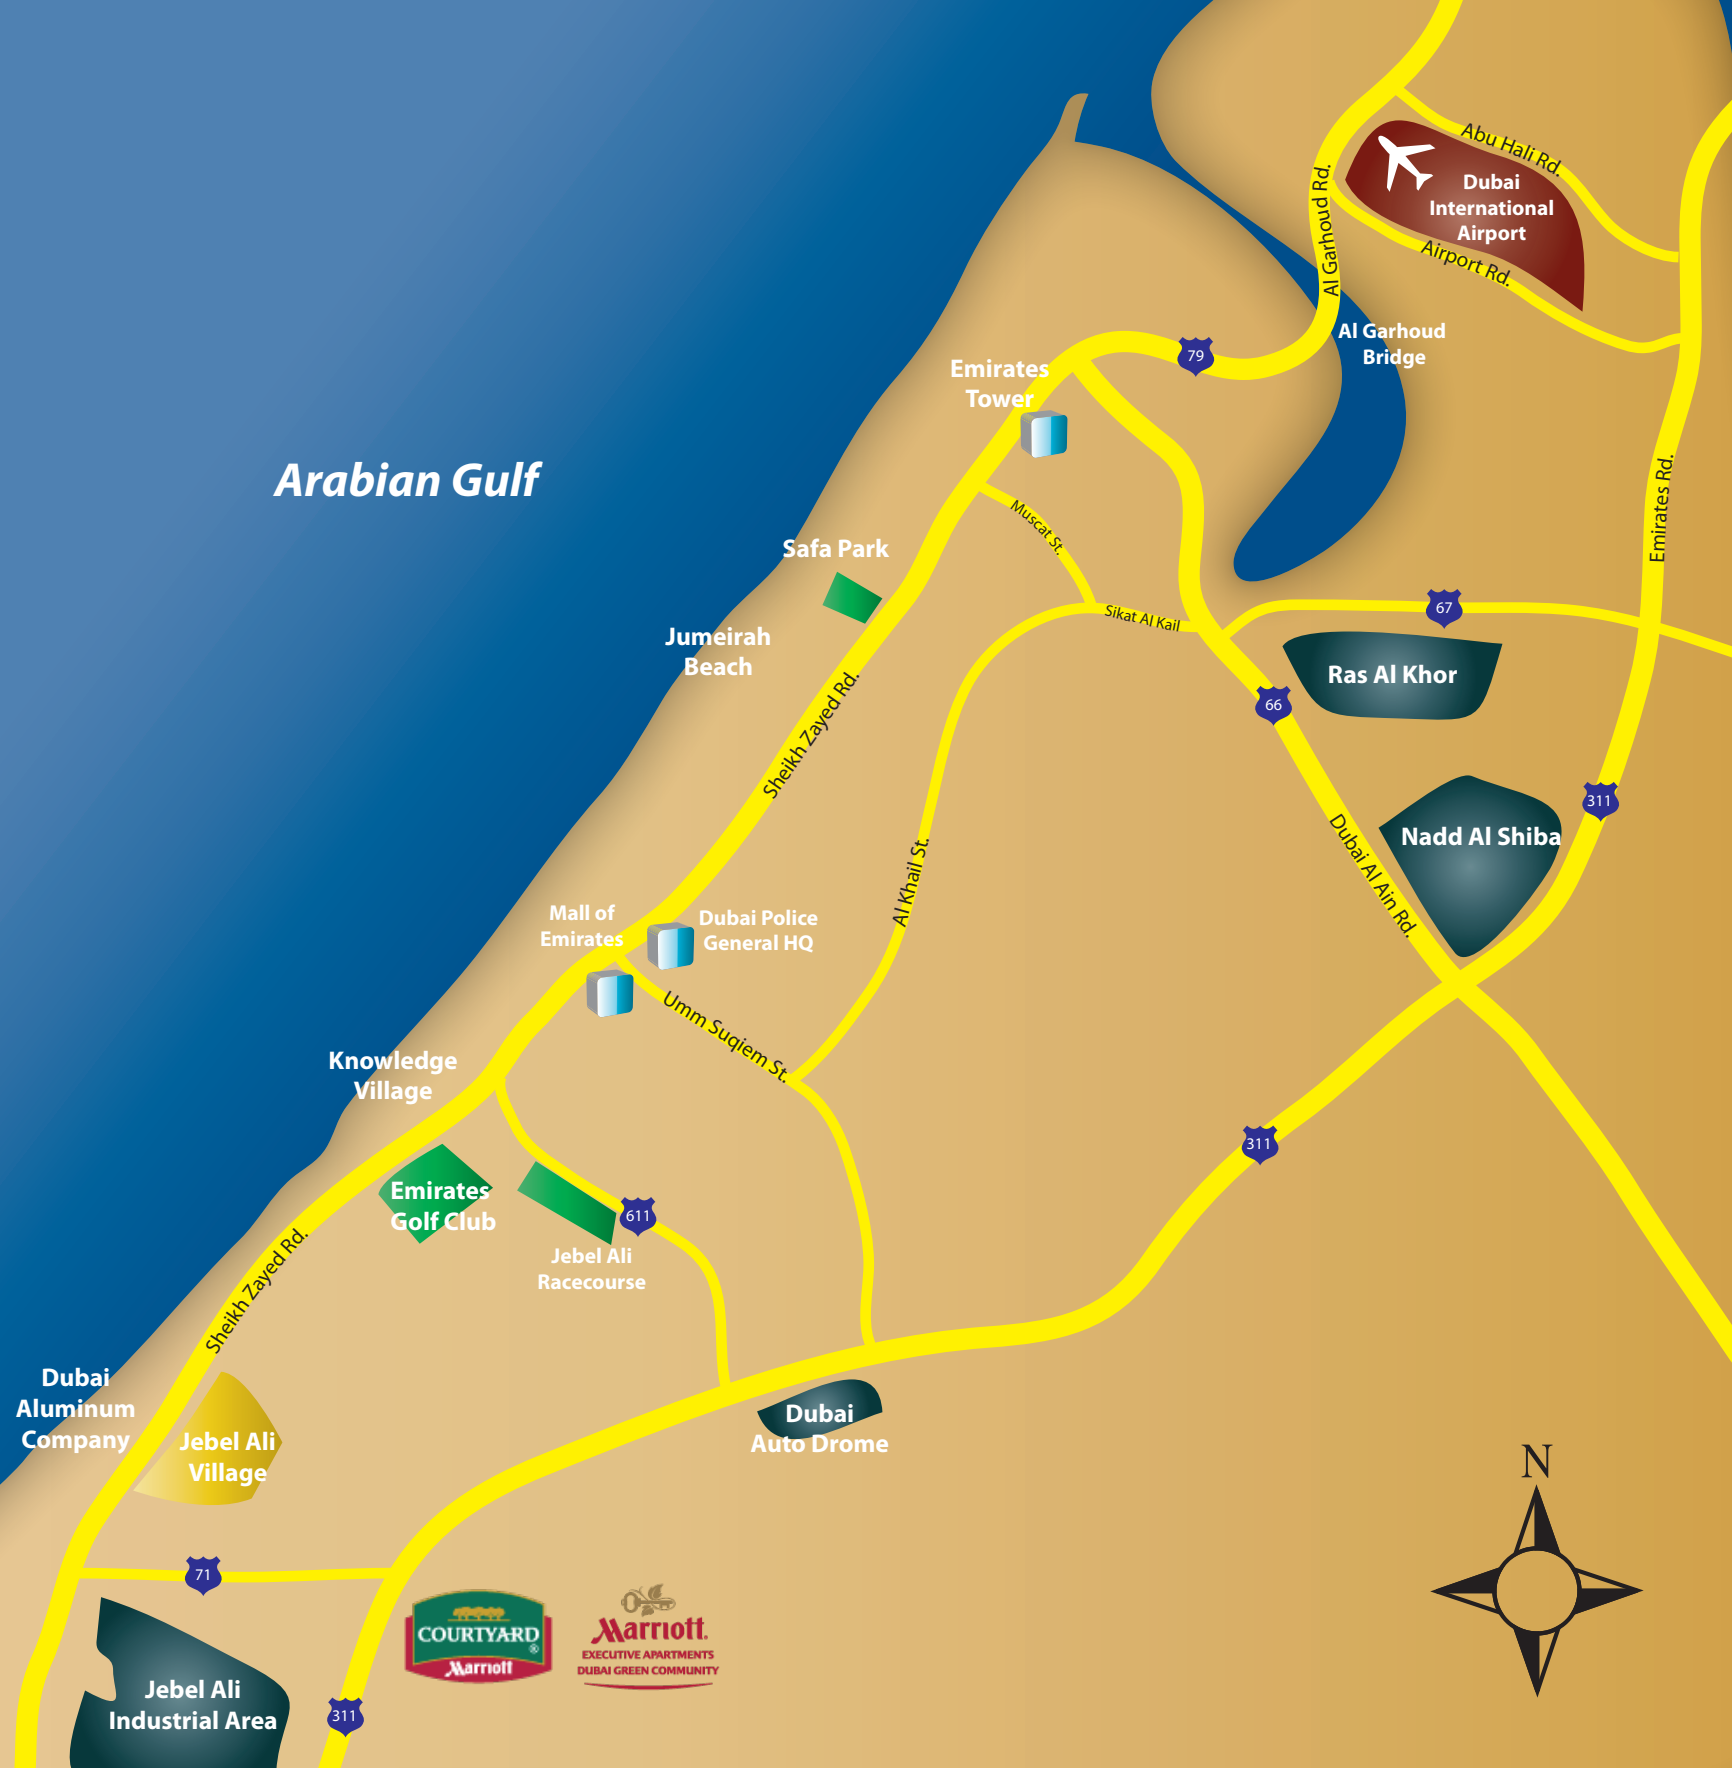 Abu Hali Rd.
Dubai
International
Airport
Al Garhoud Rd.
Airport Rd.
Al Garhoud
Bridge
79
Emirates
Tower
Arabian Gulf
Muscat St.
Emirates Rd.
Safa Park
Sikat Al Kail
67
Jumeirah
Beach
Ras Al Khor
66
Sheikh Zayed Rd.
311
Nadd Al Shiba
Dubai Al Ain Rd.
Al Khail St.
Mall of
Emirates
Dubai Police
General HQ
Umm Suqiem St.
Knowledge
Village
311
Emirates
Golf Club
611
Jebel Ali
Racecourse
Sheikh Zayed Rd.
Dubai
Aluminum
Company
Jebel Ali
Village
Dubai
Auto Drome
N
71
COURTYARD
®
Marriott
Marriott.
EXECUTIVE APARTMENTS
DUBAI GREEN COMMUNITY
Jebel Ali
Industrial Area
311